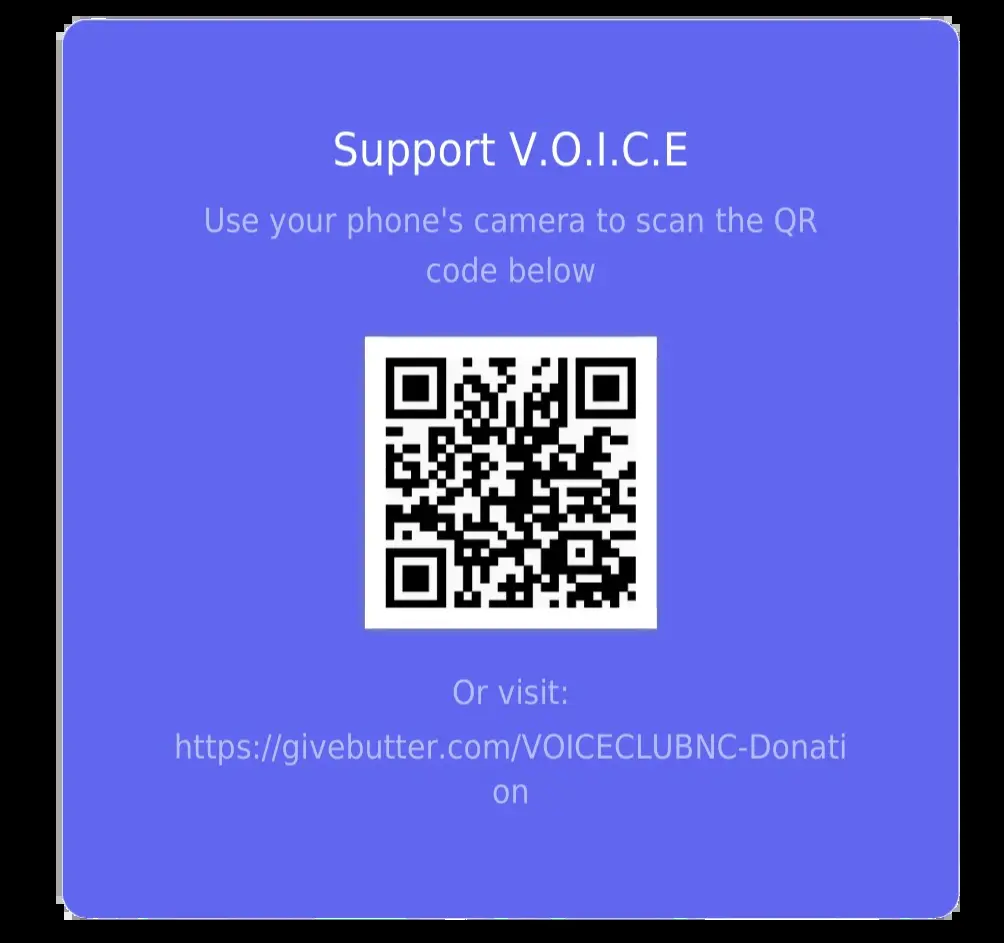 Support V.O.I.C.E
Use your phone's camera to scan the QR
code below
Or visit:
https://givebutter.com/VOICECLUBNC-Donati
on